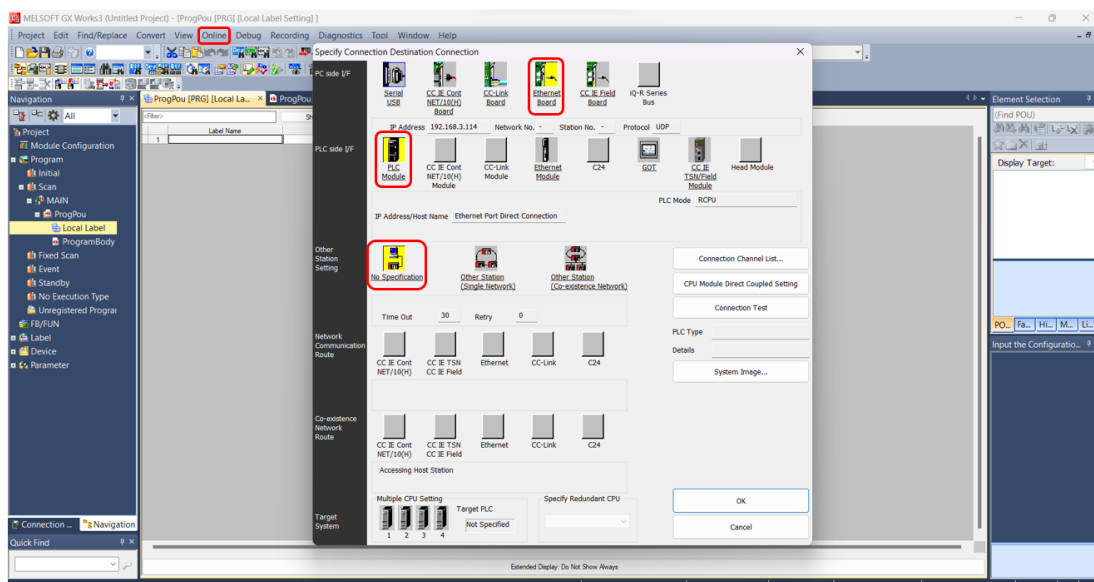 MELSOFT GX Works3 (Untitled Project) - [ProgPou [PRG] [Local Label Setting] ]
Project Edit Find/Replace Convert View Online Debug Recording Diagnostics Tool Window Help
Navigation
All
Project
Module Configuration
Program
Initial
Scan
MAIN
ProgPou
Local Label
ProgramBody
Fixed Scan
Event
Standby
No Execution Type
Unregistered Progra
FB/FUN
Label
Device
Parameter
Connection ...
Navigation
Quick Find
ProgPou [PRG] [Local La...
ProgPou
<Filter>
Label Name
1
Specify Connection Destination Connection
PC side I/F
Serial
USB
CC IE Cont
NET/10(H)
Board
CC-Link
Board
Ethernet
Board
CC IE Field
Board
iQ-R Series
Bus
IP Address 192.168.3.114 Network No. - Station No. - Protocol UDP
PLC side I/F
PLC
Module
CC IE Cont
NET/10(H)
Module
CC-Link
Module
Ethernet
Module
C24
GOT
CC IE
TSN/Field
Module
Head Module
PLC Mode RCPU
IP Address/Host Name Ethernet Port Direct Connection
Other
Station
Setting
No Specification
Other Station
(Single Network)
Other Station
(Co-existence Network)
Time Out 30 Retry 0
Connection Channel List...
CPU Module Direct Coupled Setting
Connection Test
PLC Type
Details
System Image...
Network
Communication
Route
CC IE Cont
NET/10(H)
CC IE TSN
CC IE Field
Ethernet
CC-Link
C24
Co-existence
Network
Route
CC IE Cont
NET/10(H)
CC IE TSN
CC IE Field
Ethernet
CC-Link
C24
Accessing Host Station
Target
System
Multiple CPU Setting
1 2 3 4
Target PLC
Not Specified
Specify Redundant CPU
OK
Cancel
Extended Display: Do Not Show Always
Element Selection
(Find POU)
Display Target:
PO... Fa... Hi... M... Li...
Input the Configuratio...